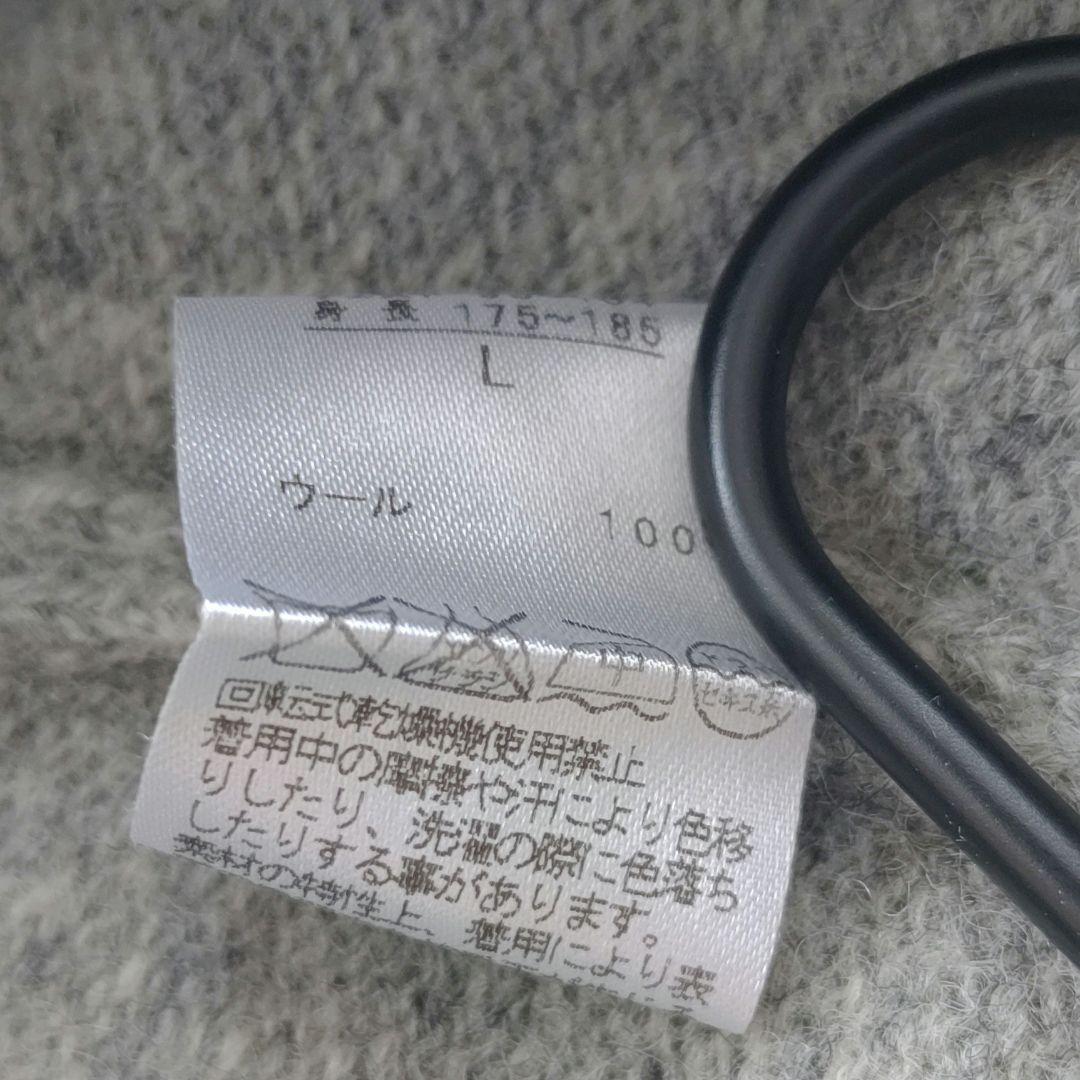 身 長 175~185
L
ウール 100
中
回転式乾燥機使用禁止
着用中の摩擦や汗により色移
りしたり、洗濯の際に色落ち
したりする事があります。
素材の特性上、着用により表